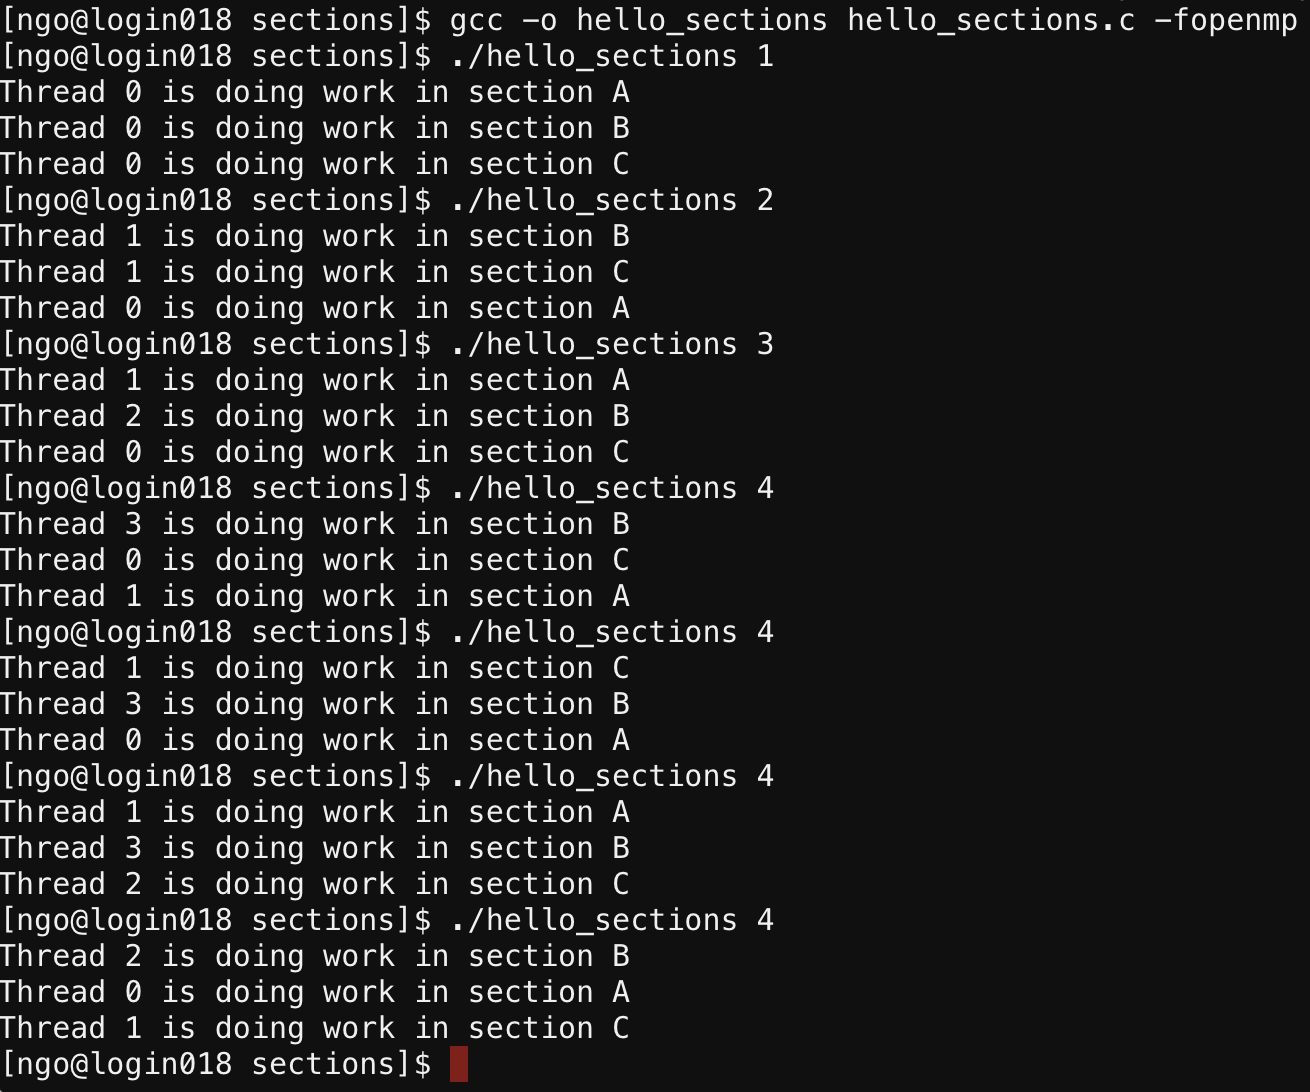 [ngo@login018 sections]$ gcc -o hello_sections hello_sections.c -fopenmp
[ngo@login018 sections]$ ./hello_sections 1
Thread 0 is doing work in section A
Thread 0 is doing work in section B
Thread 0 is doing work in section C
[ngo@login018 sections]$ ./hello_sections 2
Thread 1 is doing work in section B
Thread 1 is doing work in section C
Thread 0 is doing work in section A
[ngo@login018 sections]$ ./hello_sections 3
Thread 1 is doing work in section A
Thread 2 is doing work in section B
Thread 0 is doing work in section C
[ngo@login018 sections]$ ./hello_sections 4
Thread 3 is doing work in section B
Thread 0 is doing work in section C
Thread 1 is doing work in section A
[ngo@login018 sections]$ ./hello_sections 4
Thread 1 is doing work in section C
Thread 3 is doing work in section B
Thread 0 is doing work in section A
[ngo@login018 sections]$ ./hello_sections 4
Thread 1 is doing work in section A
Thread 3 is doing work in section B
Thread 2 is doing work in section C
[ngo@login018 sections]$ ./hello_sections 4
Thread 2 is doing work in section B
Thread 0 is doing work in section A
Thread 1 is doing work in section C
[ngo@login018 sections]$